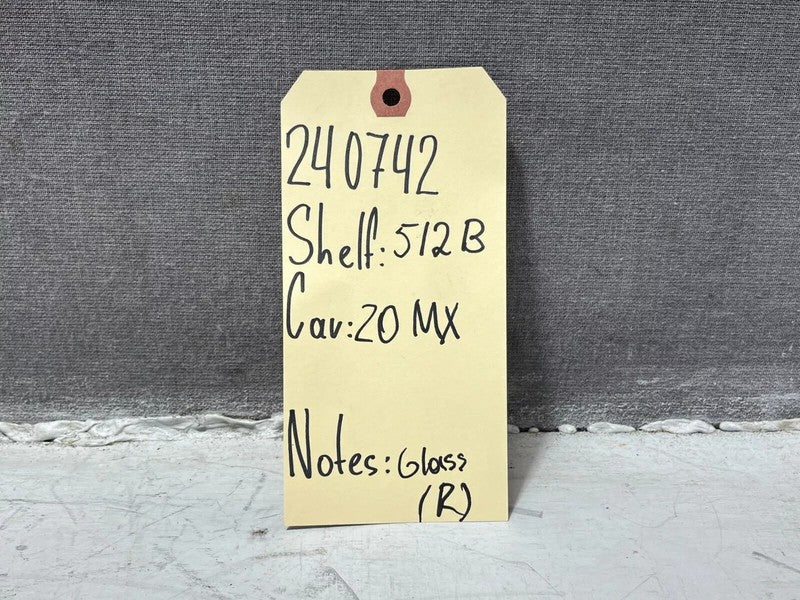 240742
Shelf: 512 B
Car: 20 MX
Notes: Glass
(R)